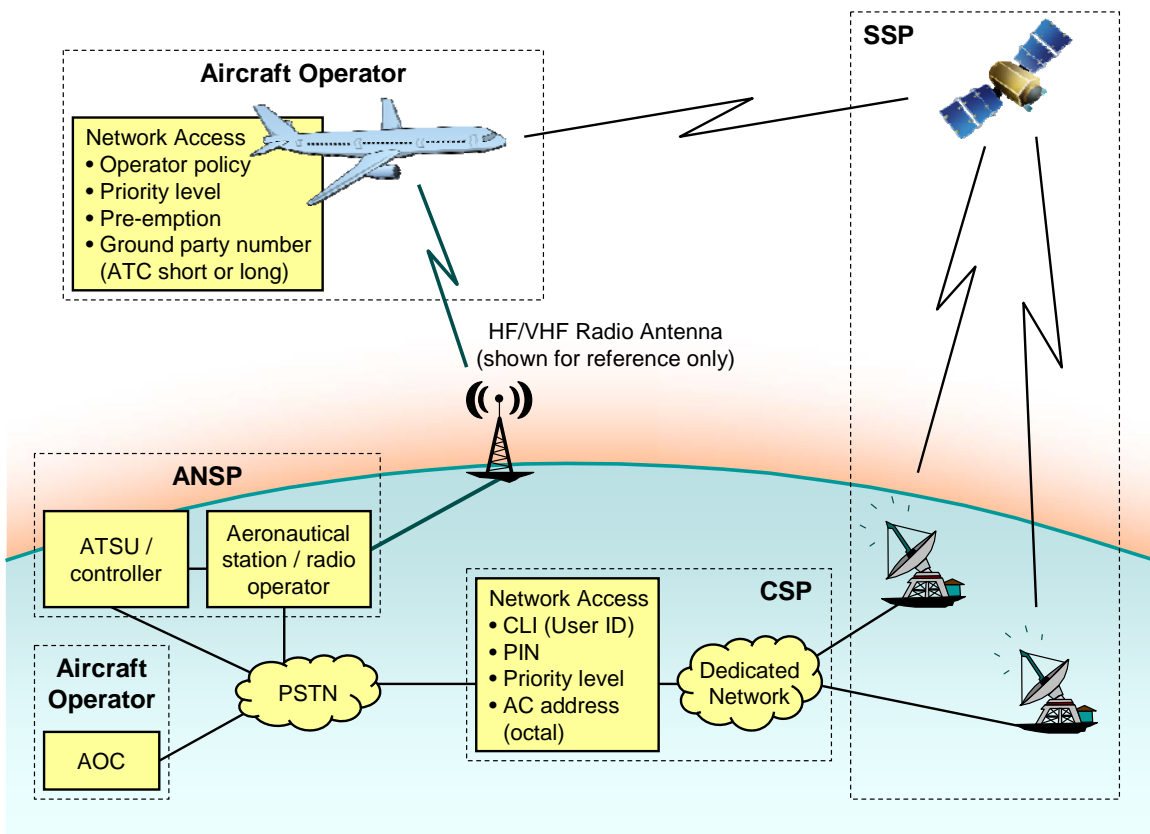 SSP
Aircraft Operator
Network Access
• Operator policy
• Priority level
• Pre-emption
• Ground party number
(ATC short or long)
HF/VHF Radio Antenna
(shown for reference only)
ANSP
ATSU /
controller
Aeronautical
station / radio
operator
CSP
Network Access
• CLI (User ID)
• PIN
• Priority level
• AC address
(octal)
Dedicated
Network
PSTN
Aircraft
Operator
AOC